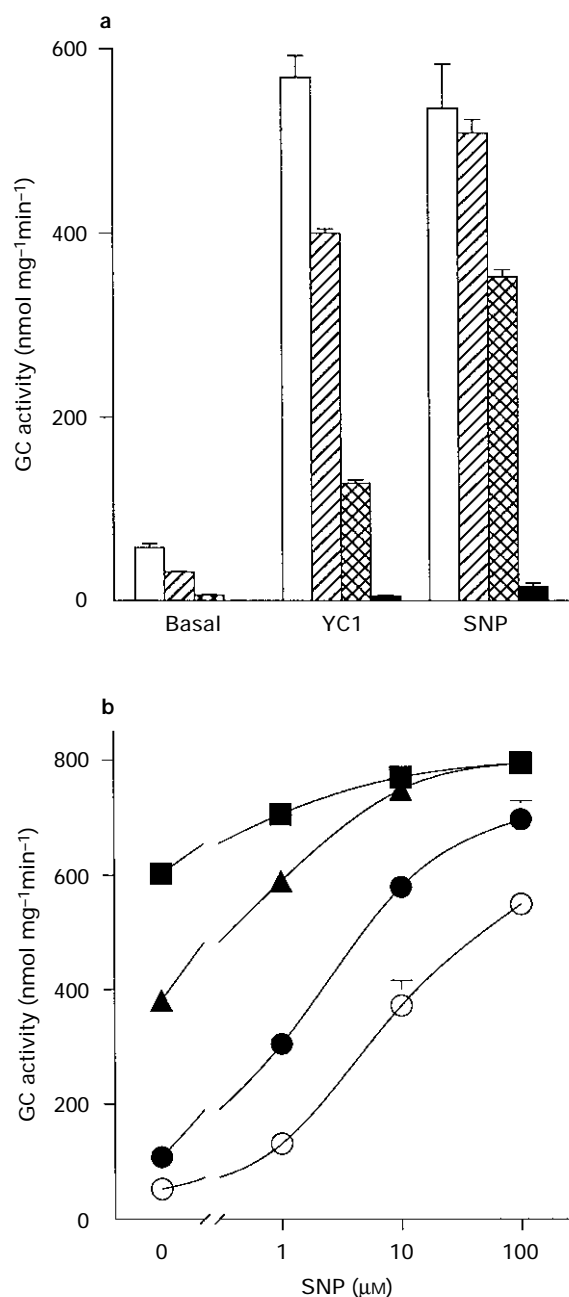 a
600
400
200
0
GC activity (nmol mg⁻¹min⁻¹)
Basal YC1 SNP
b
800
600
400
200
0
GC activity (nmol mg⁻¹min⁻¹)
0 1 10 100
SNP (μM)